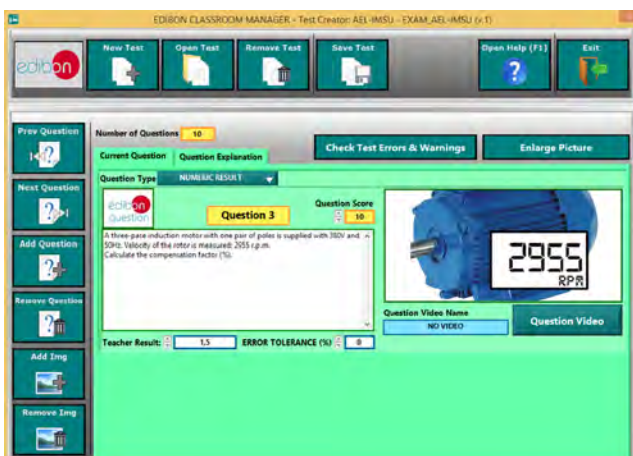 EDIBON CLASSROOM MANAGER - Test Creator: AEL-IMSU - EXAM_AEL-IMSU (v.1)
edibon
New Test
Open Test
Remove Test
Save Test
Open Help (F1)
Exit
Prev Question
Next Question
Add Question
Remove Question
Add Img
Remove Img
Number of Questions 10
Check Test Errors & Warnings
Enlarge Picture
Current Question
Question Explanation
Question Type NUMERIC RESULT
edibon
question
Question 3
Question Score
10
A three-pase induction motor with one pair of poles is supplied with 380V and
50Hz. Velocity of the rotor is measured: 2955 r.p.m.
Calculate the compensation factor (%).
2955
RPM
Question Video Name
NO VIDEO
Question Video
Teacher Result: 1,5 ERROR TOLERANCE (%) 0